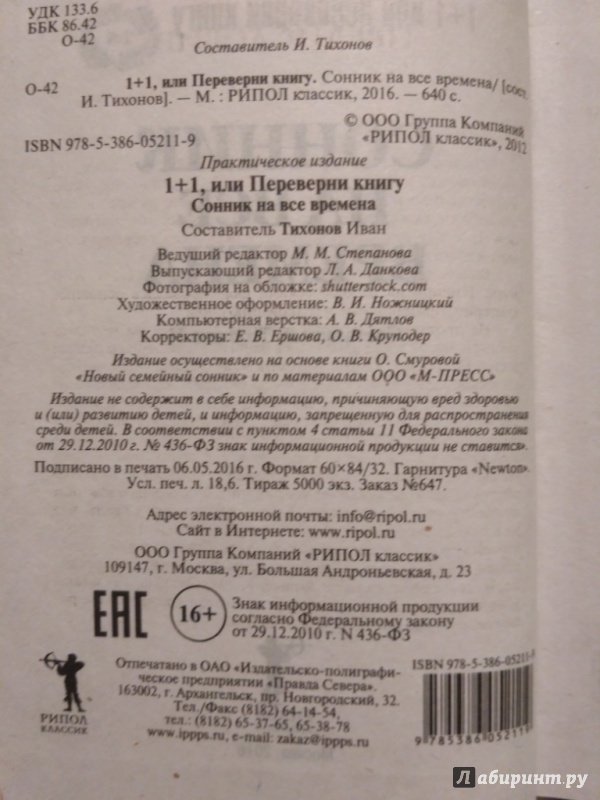 УДК 133.6
ББК 86.42
О-42
Составитель И. Тихонов
О-42 1+1, или Переверни книгу. Сонник на все времена/ [сост.
И. Тихонов]. — М. : РИПОЛ классик, 2016. — 640 с.
© ООО Группа Компаний
ISBN 978-5-386-05211-9 «РИПОЛ классик», 2012
Практическое издание
1+1, или Переверни книгу
Сонник на все времена
Составитель Тихонов Иван
Ведущий редактор М. М. Степанова
Выпускающий редактор Л. А. Данкова
Фотография на обложке: shutterstock.com
Художественное оформление: В. И. Ножницкий
Компьютерная верстка: А. В. Дятлов
Корректоры: Е. В. Ершова, О. В. Круподер
Издание осуществлено на основе книги О. Смуровой
«Новый семейный сонник» и по материалам ООО «М-ПРЕСС»
Издание не содержит в себе информацию, причиняющую вред здоровью
и (или) развитию детей, и информацию, запрещенную для распространения
среди детей. В соответствии с пунктом 4 статьи 11 Федерального закона
от 29.12.2010 г. № 436-ФЗ знак информационной продукции не ставится».
Подписано в печать 06.05.2016 г. Формат 60×84/32. Гарнитура «Newton».
Усл. печ. л. 18,6. Тираж 5000 экз. Заказ №647.
Адрес электронной почты: info@ripol.ru
Сайт в Интернете: www.ripol.ru
ООО Группа Компаний «РИПОЛ классик»
109147, г. Москва, ул. Большая Андроньевская, д. 23
EAC
16+
Знак информационной продукции
согласно Федеральному закону
от 29.12.2010 г. N 436-ФЗ
РИПОЛ
КЛАССИК
Отпечатано в ОАО «Издательско-полиграфи-
ческое предприятие «Правда Севера».
163002, г. Архангельск, пр. Новгородский, 32.
Тел./Факс (8182) 64-14-54,
тел.: (8182) 65-37-65, 65-38-78
www.ippps.ru, e-mail: zakaz@ippps.ru
ISBN 978-5-386-05211-9
9 785386 052119
Лабиринт.ру